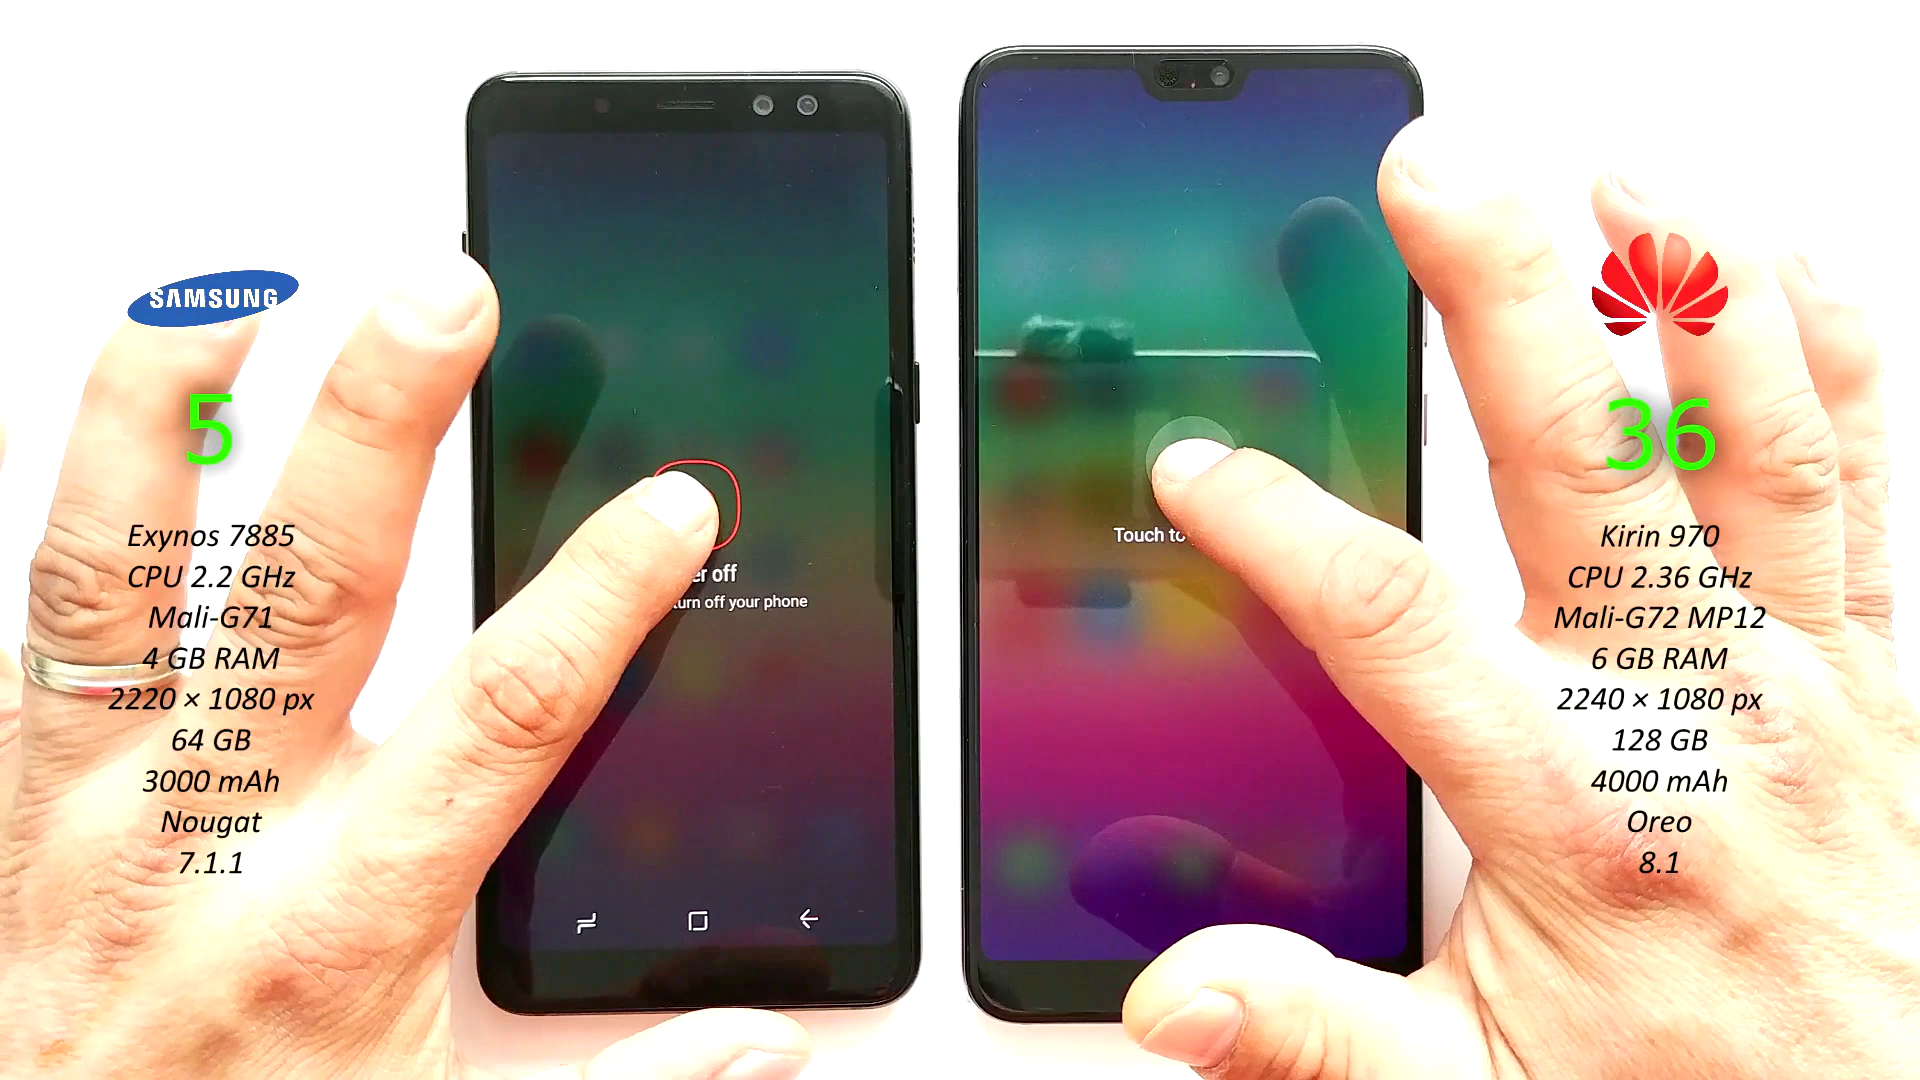 SAMSUNG
5
Exynos 7885
CPU 2.2 GHz
Mali-G71
4 GB RAM
2220 × 1080 px
64 GB
3000 mAh
Nougat
7.1.1
er off
turn off your phone
Touch to
36
Kirin 970
CPU 2.36 GHz
Mali-G72 MP12
6 GB RAM
2240 × 1080 px
128 GB
4000 mAh
Oreo
8.1